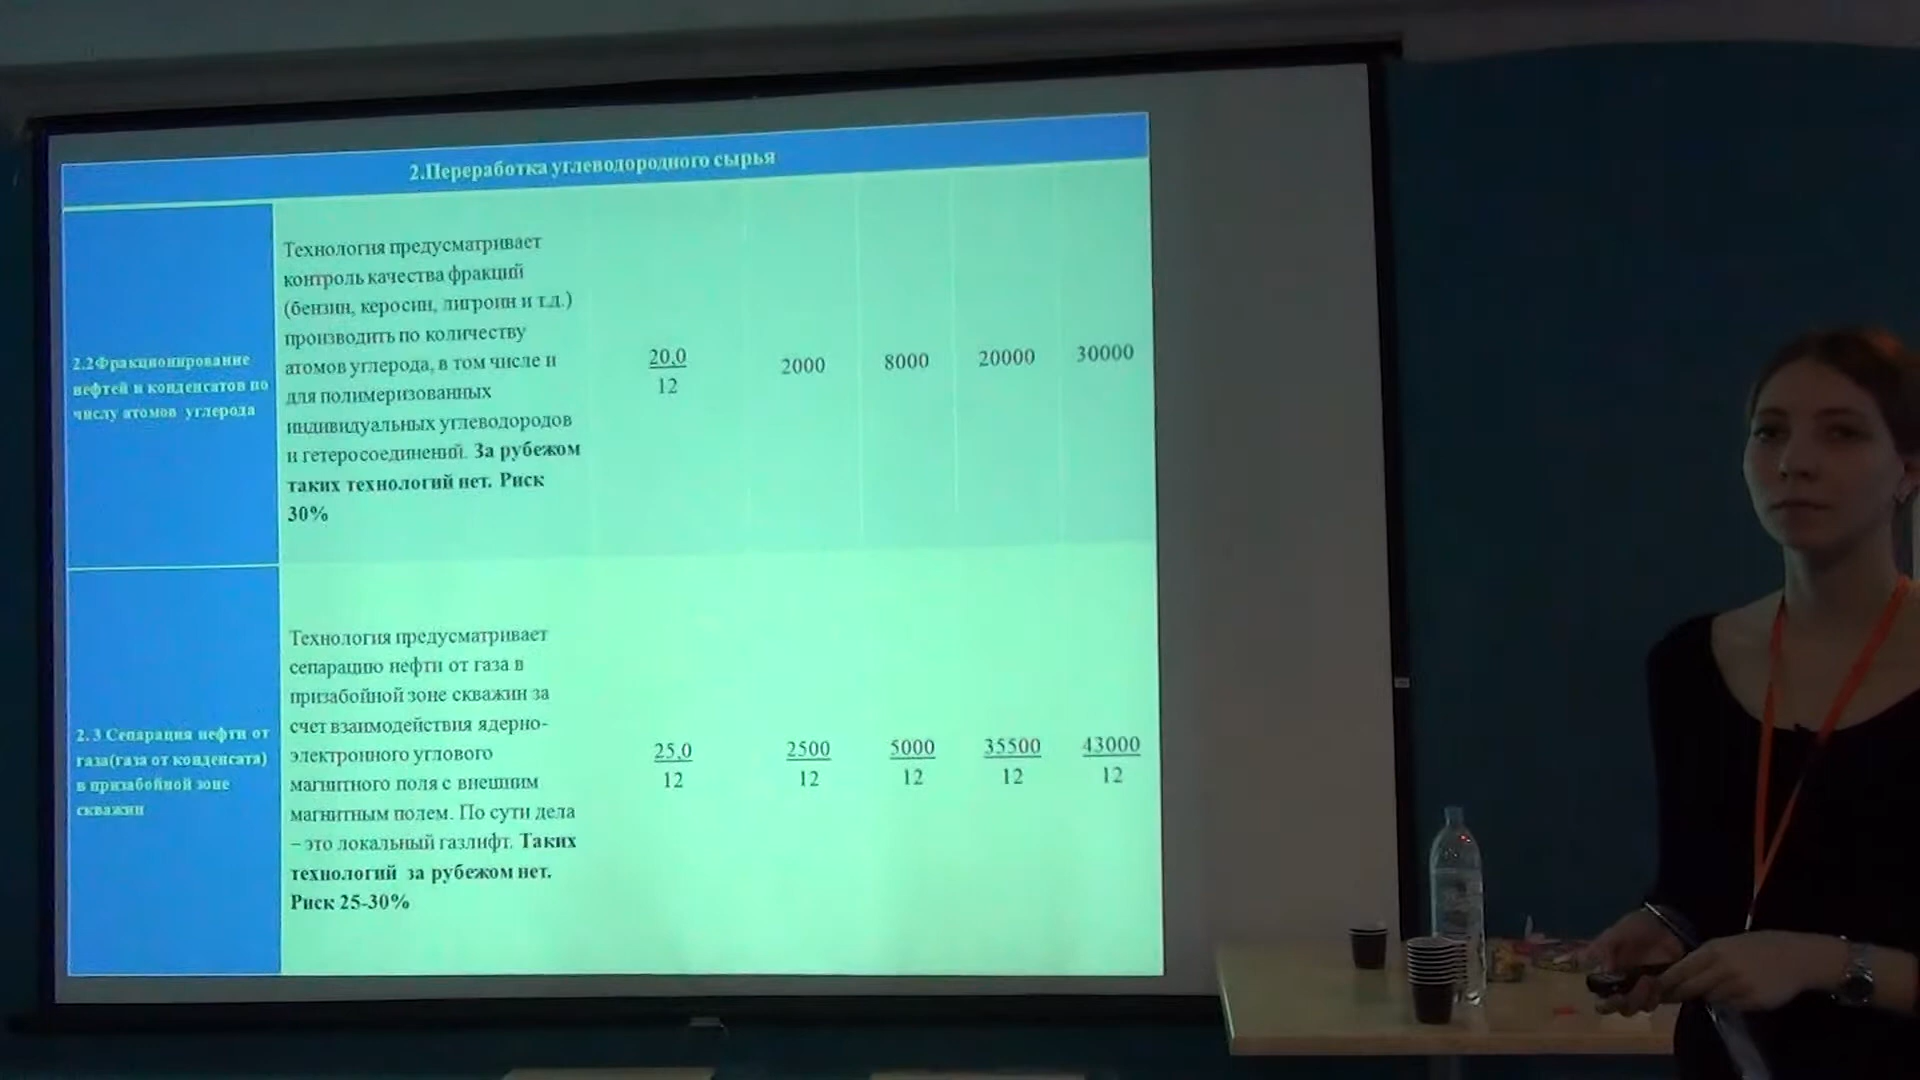 2.Переработка углеводородного сырья
2.2Фракционирование
нефтей и конденсатов по
числу атомов углерода
Технология предусматривает
контроль качества фракций
(бензин, керосин, лигроин и т.д.)
производить по количеству
атомов углерода, в том числе и
для полимеризованных
индивидуальных углеводородов
и гетеросоединений. За рубежом
таких технологий нет. Риск
30%
20,0
12
2000
8000
20000
30000
2. 3 Сепарация нефти от
газа(газа от конденсата)
в призабойной зоне
скважин
Технология предусматривает
сепарацию нефти от газа в
призабойной зоне скважин за
счет взаимодействия ядерно-
электронного углового
магнитного поля с внешним
магнитным полем. По сути дела
– это локальный газлифт. Таких
технологий за рубежом нет.
Риск 25-30%
25,0
12
2500
12
5000
12
35500
12
43000
12